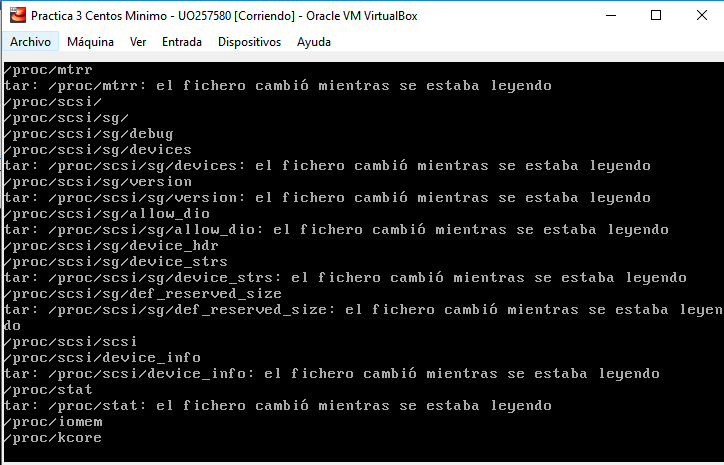 Practica 3 Centos Minimo - UO257580 [Corriendo] - Oracle VM VirtualBox
Archivo Máquina Ver Entrada Dispositivos Ayuda
/proc/mtrr
tar: /proc/mtrr: el fichero cambió mientras se estaba leyendo
/proc/scsi/
/proc/scsi/sg/
/proc/scsi/sg/debug
/proc/scsi/sg/devices
tar: /proc/scsi/sg/devices: el fichero cambió mientras se estaba leyendo
/proc/scsi/sg/version
tar: /proc/scsi/sg/version: el fichero cambió mientras se estaba leyendo
/proc/scsi/sg/allow_dio
tar: /proc/scsi/sg/allow_dio: el fichero cambió mientras se estaba leyendo
/proc/scsi/sg/device_hdr
/proc/scsi/sg/device_strs
tar: /proc/scsi/sg/device_strs: el fichero cambió mientras se estaba leyendo
/proc/scsi/sg/def_reserved_size
tar: /proc/scsi/sg/def_reserved_size: el fichero cambió mientras se estaba leyen
do
/proc/scsi/scsi
/proc/scsi/device_info
tar: /proc/scsi/device_info: el fichero cambió mientras se estaba leyendo
/proc/stat
tar: /proc/stat: el fichero cambió mientras se estaba leyendo
/proc/iomem
/proc/kcore